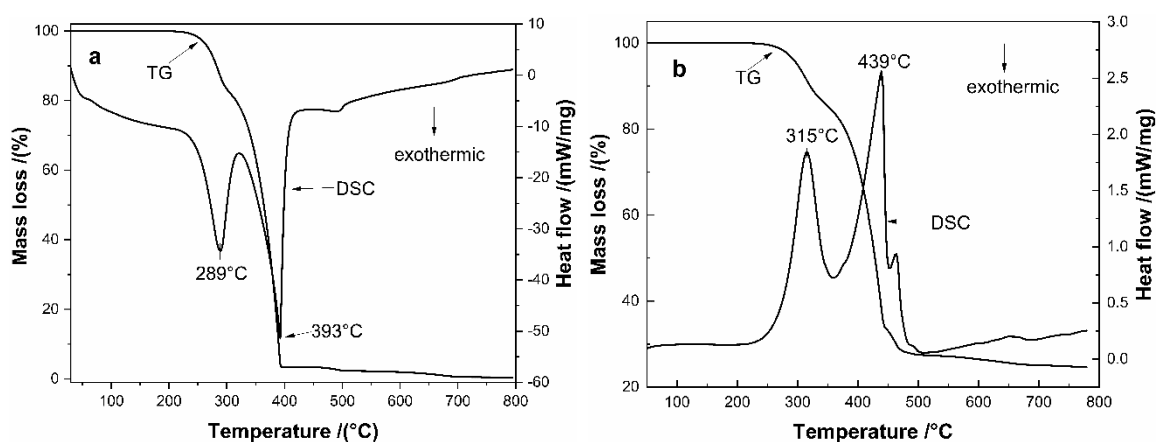 a
TG
289°C
393°C
DSC
exothermic
100
80
60
40
20
0
Mass loss /(%)
10
0
-10
-20
-30
-40
-50
-60
Heat flow /(mW/mg)
100 200 300 400 500 600 700 800
Temperature /(°C)
b
TG
315°C
439°C
DSC
exothermic
100
80
60
40
20
Mass loss /(%)
3.0
2.5
2.0
1.5
1.0
0.5
0.0
Heat flow /(mW/mg)
100 200 300 400 500 600 700 800
Temperature /°C